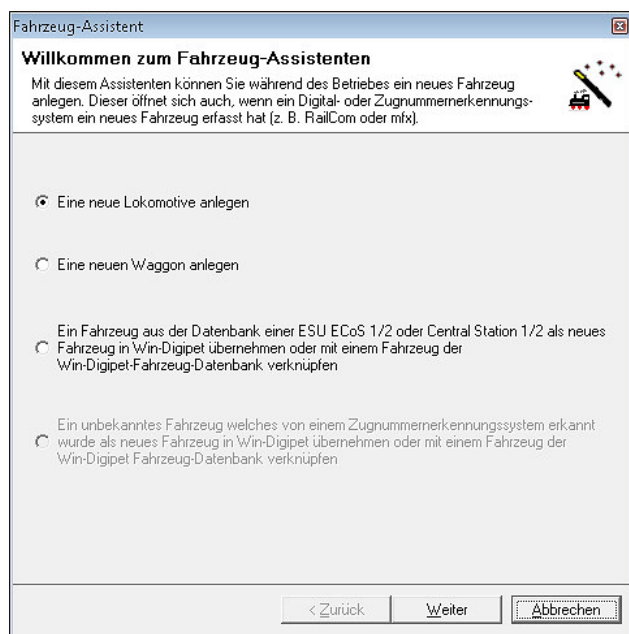 Fahrzeug-Assistent
Willkommen zum Fahrzeug-Assistenten
Mit diesem Assistenten können Sie während des Betriebes ein neues Fahrzeug
anlegen. Dieser öffnet sich auch, wenn ein Digital- oder Zugnummernerkennungs-
system ein neues Fahrzeug erfasst hat (z. B. RailCom oder mfx).
Eine neue Lokomotive anlegen
Eine neuen Waggon anlegen
Ein Fahrzeug aus der Datenbank einer ESU ECoS 1/2 oder Central Station 1/2 als neues
Fahrzeug in Win-Digipet übernehmen oder mit einem Fahrzeug der
Win-Digipet-Fahrzeug-Datenbank verknüpfen
Ein unbekanntes Fahrzeug welches von einem Zugnummernerkennungssystem erkannt
wurde als neues Fahrzeug in Win-Digipet übernehmen oder mit einem Fahrzeug der
Win-Digipet Fahrzeug-Datenbank verknüpfen
< Zurück
Weiter
Abbrechen